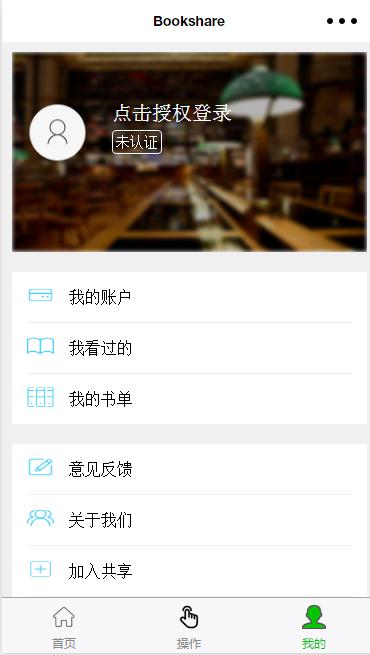 Bookshare
点击授权登录
未认证
我的账户
我看过的
我的书单
意见反馈
关于我们
加入共享
首页
操作
我的